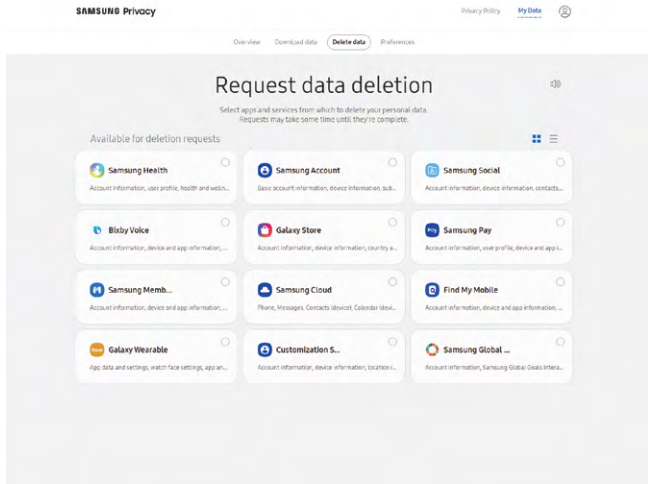 SAMSUNG Privacy
Privacy Policy
My Data
Overview
Download data
Delete data
Preferences
Request data deletion
Select apps and services from which to delete your personal data.
Requests may take some time until they're complete.
Available for deletion requests
Samsung Health
Account information, user profile, health and welln...
Samsung Account
Basic account information, device information, sub...
Samsung Social
Account information, device information, contacts,...
Bixby Voice
Account information, device and app information, ...
Galaxy Store
Account information, device information, country a...
Pay
Samsung Pay
Account information, user profile, device and app i...
Samsung Memb...
Account information, device and app information, ...
Samsung Cloud
Phone, Messages, Contacts (device), Calendar (devi...
Find My Mobile
Account information, device and app information, ...
Galaxy Wearable
App data and settings, watch face settings, app an...
Customization S...
Account information, device information, location i...
Samsung Global ...
Account information, Samsung Global Goals intera...